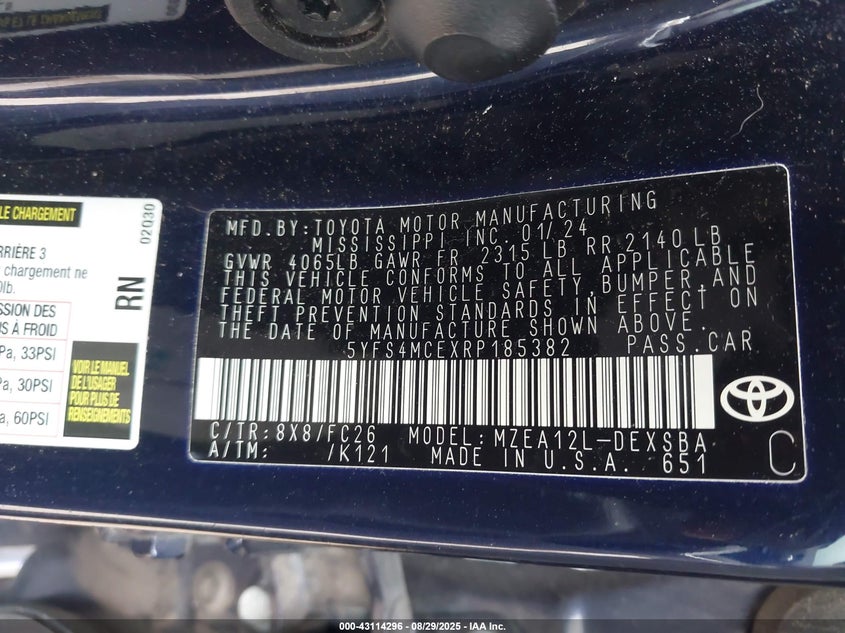 LE CHARGEMENT
02Q30
RRIÈRE 3
chargement ne
lb.
RN
SSION DES
S À FROID
Pa, 33PSI
Pa, 30PSI
a, 60PSI
VOIR LE MANUEL
DE L'USAGER
POUR PLUS DE
RENSEIGNEMENTS
MFD.BY:TOYOTA MOTOR MANUFACTURING
MISSISSIPPI INC. 01/24
GVWR 4065LB GAWR FR 2315 LB RR 2140 LB
THIS VEHICLE CONFORMS TO ALL APPLICABLE
FEDERAL MOTOR VEHICLE SAFETY, BUMPER,AND
THEFT PREVENTION STANDARDS IN EFFECT ON
THE DATE OF MANUFACTURE SHOWN ABOVE.
5YFS4MCEXRP185382 PASS.CAR
C/TR:8X8/FC26 MODEL:MZEA12L-DEXSBA
A/TM: /K121 MADE IN U.S.A. 651
C
000-43114296 - 08/29/2025 - IAA Inc.